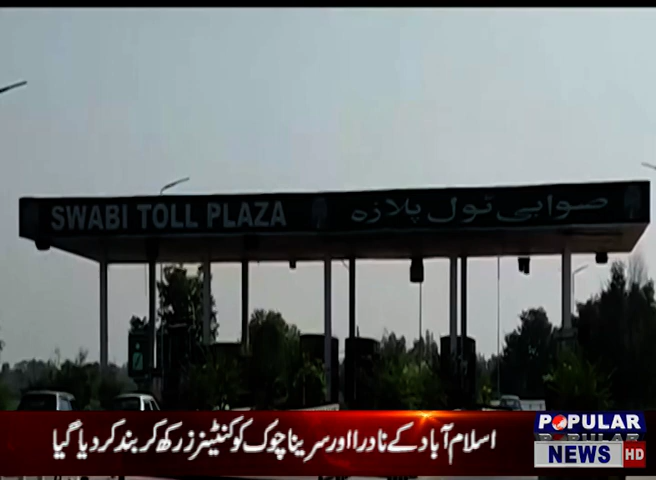 SWABI TOLL PLAZA صوابی ٹول پلازہ
اسلام آباد کے نادرا اور سرینا چوک کو کنٹینرز رکھ کر بند کر دیا گیا
POPULAR
POPULAR
NEWS HD